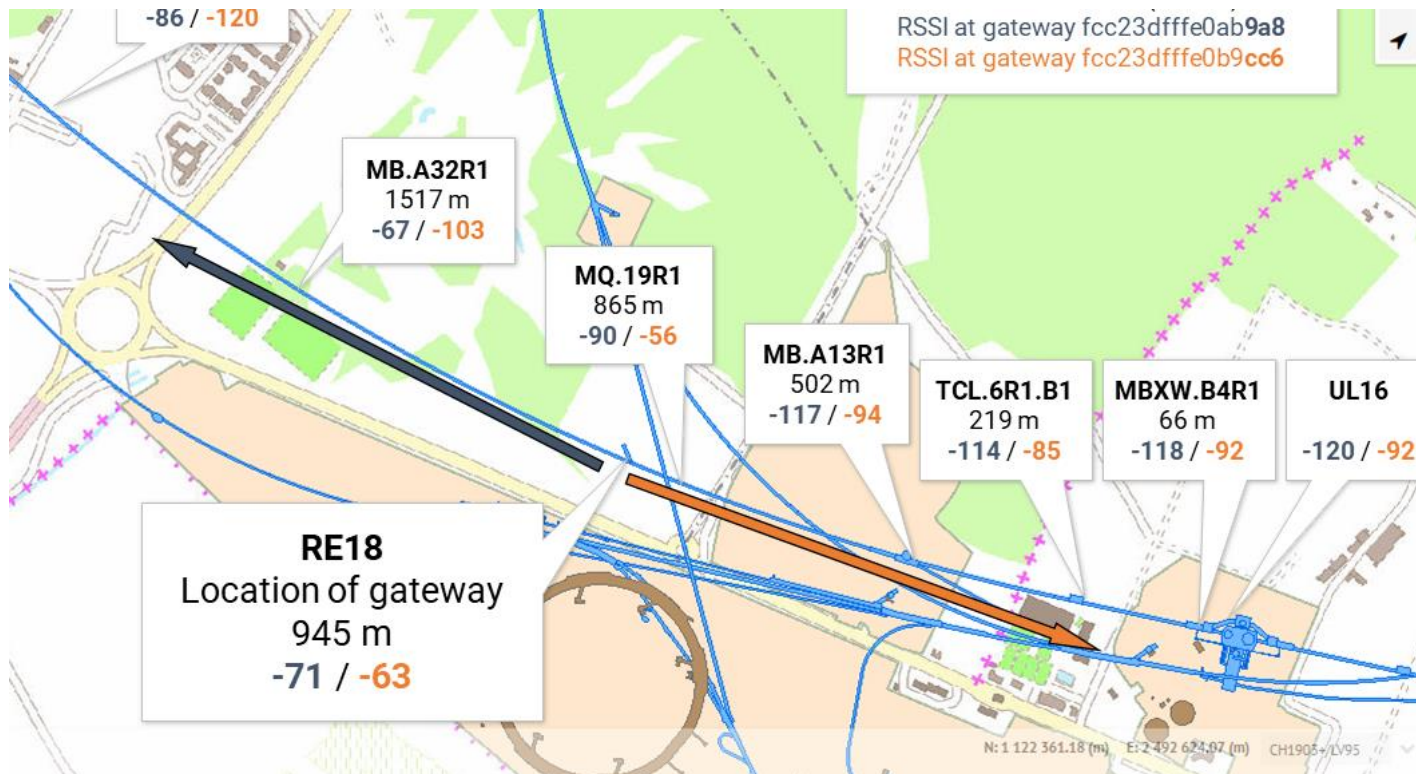 -86 / -120
RSSI at gateway fcc23dfffe0ab9a8
RSSI at gateway fcc23dfffe0b9cc6
MB.A32R1
1517 m
-67 / -103
MQ.19R1
865 m
-90 / -56
MB.A13R1
502 m
-117 / -94
TCL.6R1.B1
219 m
-114 / -85
MBXW.B4R1
66 m
-118 / -92
UL16
-120 / -92
RE18
Location of gateway
945 m
-71 / -63
N: 1 122 361.18 (m) E: 2 492 624.07 (m) CH1903+ / LV95